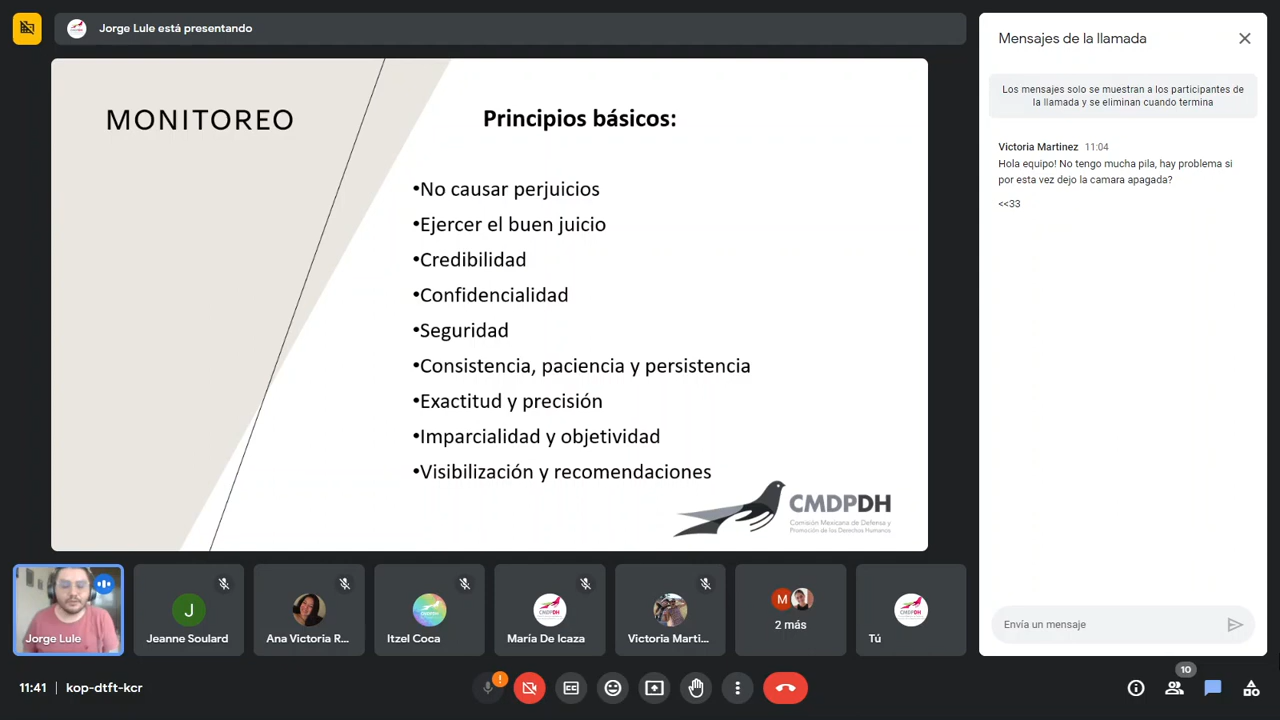 Jorge Lule está presentando
MONITOREO
Principios básicos:
•No causar perjuicios
•Ejercer el buen juicio
•Credibilidad
•Confidencialidad
•Seguridad
•Consistencia, paciencia y persistencia
•Exactitud y precisión
•Imparcialidad y objetividad
•Visibilización y recomendaciones
CMDPDH
Comisión Mexicana de Defensa y
Promoción de los Derechos Humanos
Mensajes de la llamada
Los mensajes solo se muestran a los participantes de
la llamada y se eliminan cuando termina
Victoria Martinez 11:04
Hola equipo! No tengo mucha pila, hay problema si
por esta vez dejo la camara apagada?
<<33
Envía un mensaje
Jorge Lule
J
Jeanne Soulard
Ana Victoria R...
Itzel Coca
CMDPDH
María De Icaza
Victoria Marti...
M
2 más
CMDPDH
Tú
11:41 | kop-dtft-kcr
10